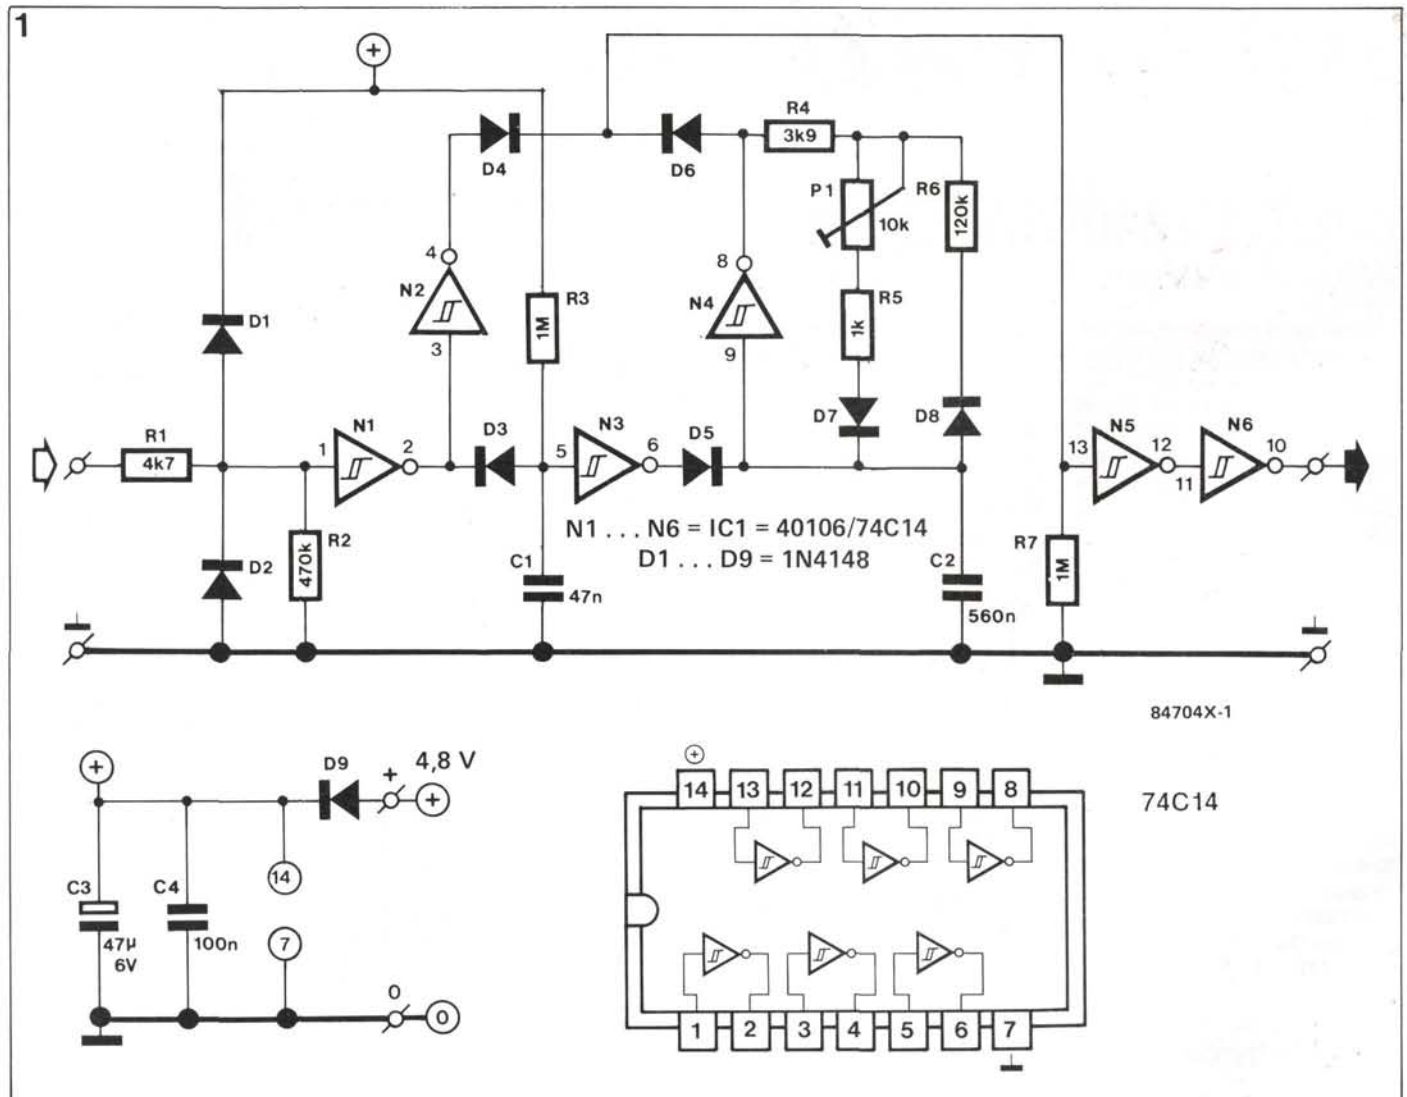 1
+
R4
3k9
D4
D6
P1
10k
R6
120k
4
N2
3
R3
1M
8
N4
9
R5
1k
D1
D7
D8
R1
4k7
1
N1
2
D3
5
N3
6
D5
13
N5
12
11
N6
10
N1 . . . N6 = IC1 = 40106/74C14
D1 . . . D9 = 1N4148
D2
R2
470k
C1
47n
C2
560n
R7
1M
84704X-1
+
D9
+
4,8 V
+
14
C3
47µ
6V
C4
100n
7
0
0
+
14 13 12 11 10 9 8
74C14
1 2 3 4 5 6 7